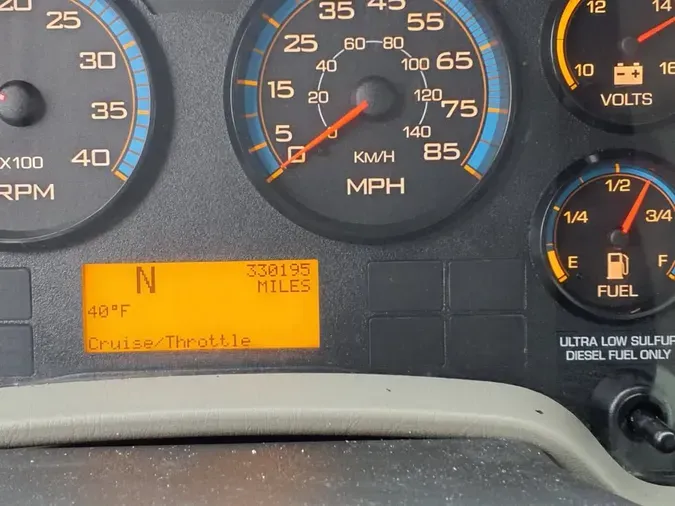 20
25
30
35
40
X100
RPM
0
5
15
25
35
45
55
65
75
85
0
20
40
60
80
100
120
140
KM/H
MPH
10
12
14
16
VOLTS
E
1/4
1/2
3/4
F
FUEL
ULTRA LOW SULFUR
DIESEL FUEL ONLY
N 330195
MILES
40°F
Cruise/Throttle